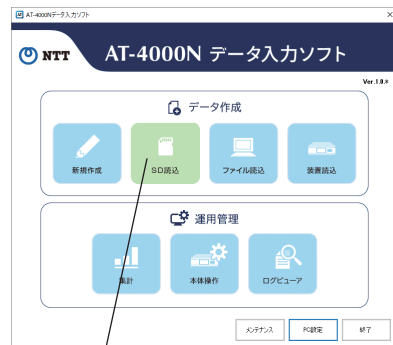 AT-4000Nデータ入力ソフト
NTT AT-4000N データ入力ソフト
Ver.1.0.*
データ作成
新規作成 SD読込 ファイル読込 装置読込
運用管理
集計 本体操作 ログビューア
メンテナンス PC設定 終了